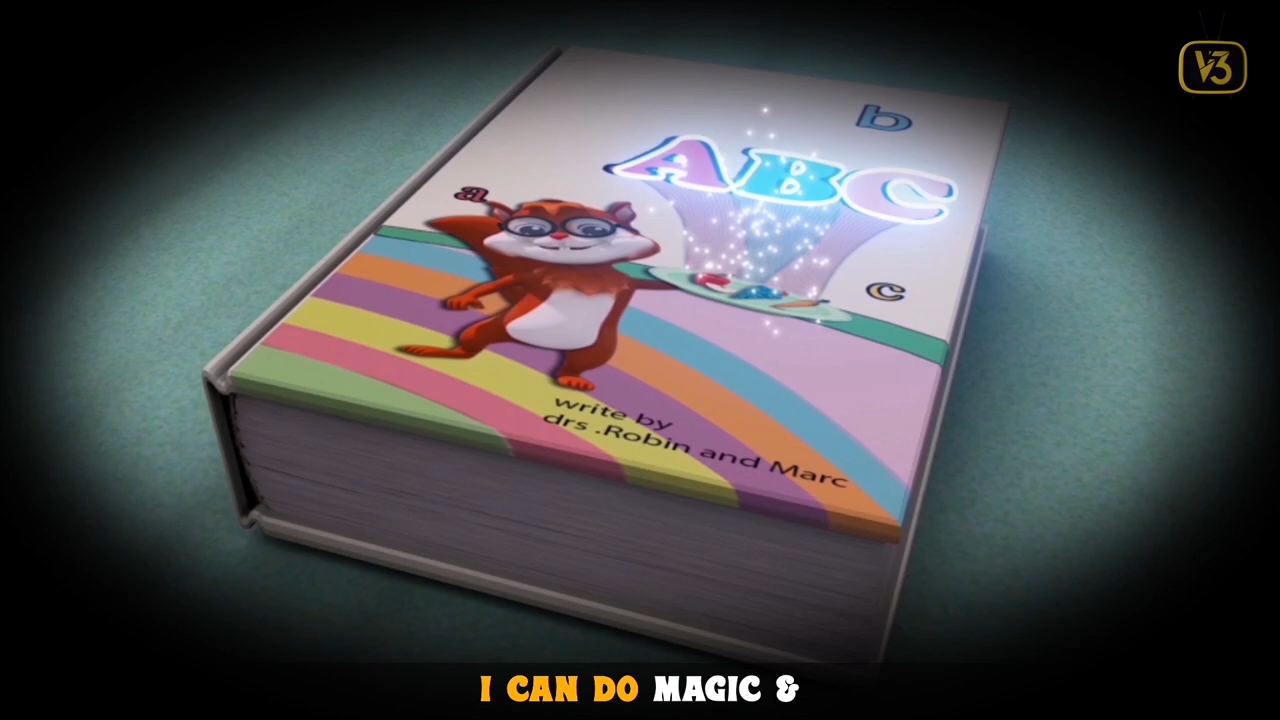 V3
b
ABC
a
c
write by
drs .Robin and Marc
I CAN DO MAGIC &